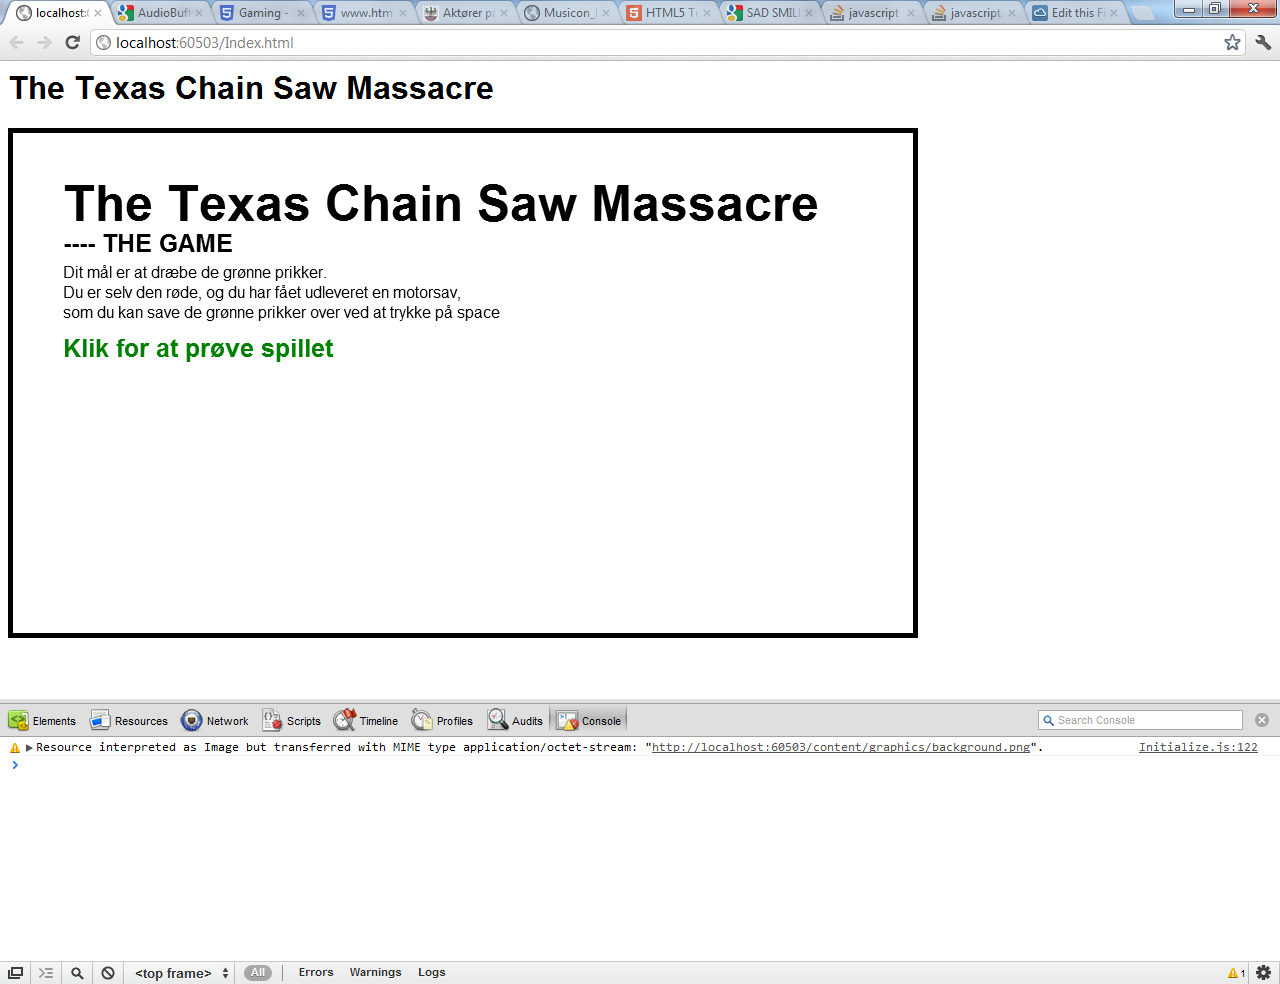 localhost:
AudioBuff
Gaming -
www.htm
Aktører p
Musicon_
HTML5 T
SAD SMIL
javascript
javascript
Edit this F
localhost:60503/Index.html
The Texas Chain Saw Massacre
The Texas Chain Saw Massacre
---- THE GAME
Dit mål er at dræbe de grønne prikker.
Du er selv den røde, og du har fået udleveret en motorsav,
som du kan save de grønne prikker over ved at trykke på space
Klik for at prøve spillet
Elements Resources Network Scripts Timeline Profiles Audits Console Search Console
Resource interpreted as Image but transferred with MIME type application/octet-stream: "http://localhost:60503/content/graphics/background.png". Initialize.js:122
<top frame> All Errors Warnings Logs 1